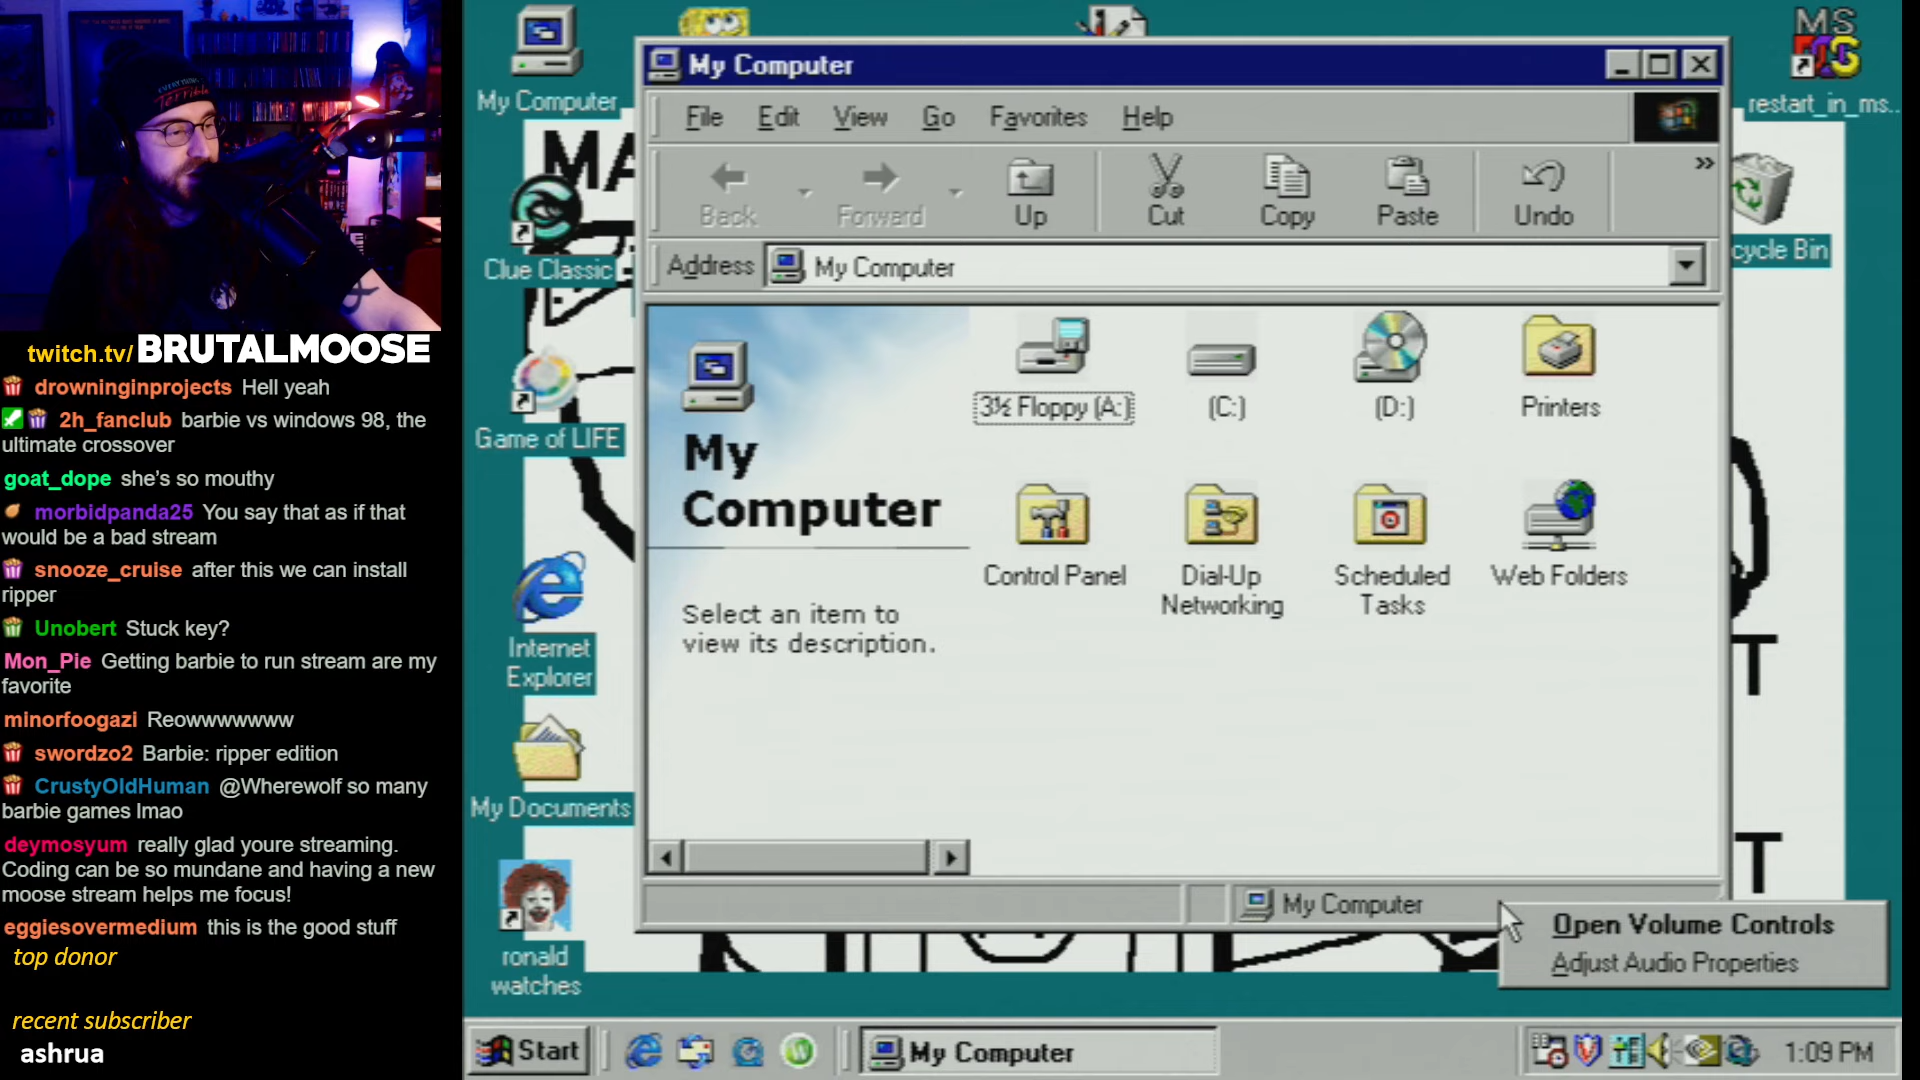 EVERYTHING
TERRIBLE
twitch.tv/BRUTALMOOSE
drowninginprojects Hell yeah
2h_fanclub barbie vs windows 98, the
ultimate crossover
goat_dope she's so mouthy
morbidpanda25 You say that as if that
would be a bad stream
snooze_cruise after this we can install
ripper
Unobert Stuck key?
Mon_Pie Getting barbie to run stream are my
favorite
minorfoogazi Reowwwwwww
swordzo2 Barbie: ripper edition
CrustyOldHuman @Wherewolf so many
barbie games lmao
deymosyum really glad youre streaming.
Coding can be so mundane and having a new
moose stream helps me focus!
eggiesovermedium this is the good stuff
top donor
recent subscriber
ashrua
My Computer
MA
Clue Classic
Game of LIFE
Internet
Explorer
My Documents
ronald
watches
MS
restart_in_ms...
cycle Bin
T
T
My Computer
File Edit View Go Favorites Help
Back Forward Up Cut Copy Paste Undo »
Address My Computer
My
Computer
Select an item to
view its description.
3½ Floppy (A:) (C:) (D:) Printers
Control Panel Dial-Up
Networking Scheduled
Tasks Web Folders
My Computer
Open Volume Controls
Adjust Audio Properties
Start My Computer 1:09 PM